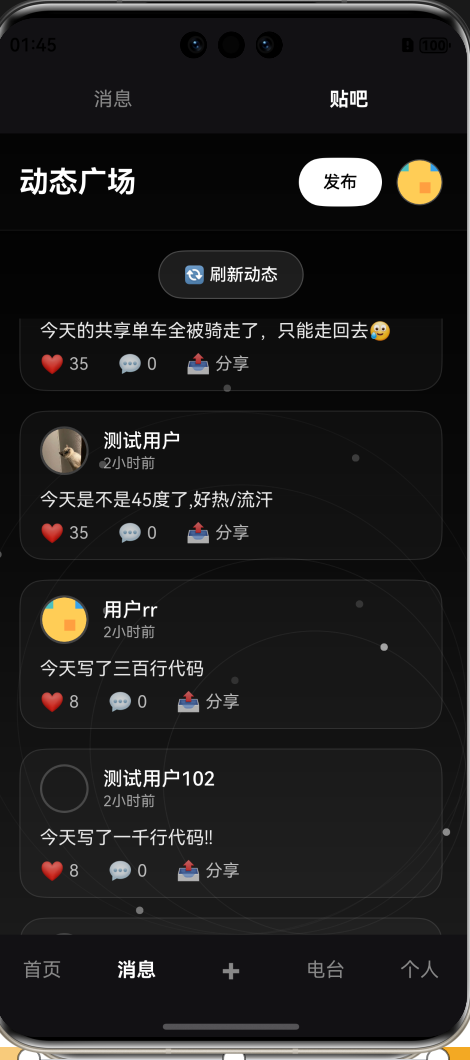 01:45
100
消息 贴吧
动态广场 发布
刷新动态
今天的共享单车全被骑走了，只能走回去🥲
❤️ 35 💬 0 📤 分享
测试用户
2小时前
今天是不是45度了,好热/流汗
❤️ 35 💬 0 📤 分享
用户rr
2小时前
今天写了三百行代码
❤️ 8 💬 0 📤 分享
测试用户102
2小时前
今天写了一千行代码!!
❤️ 8 💬 0 📤 分享
首页 消息 + 电台 个人